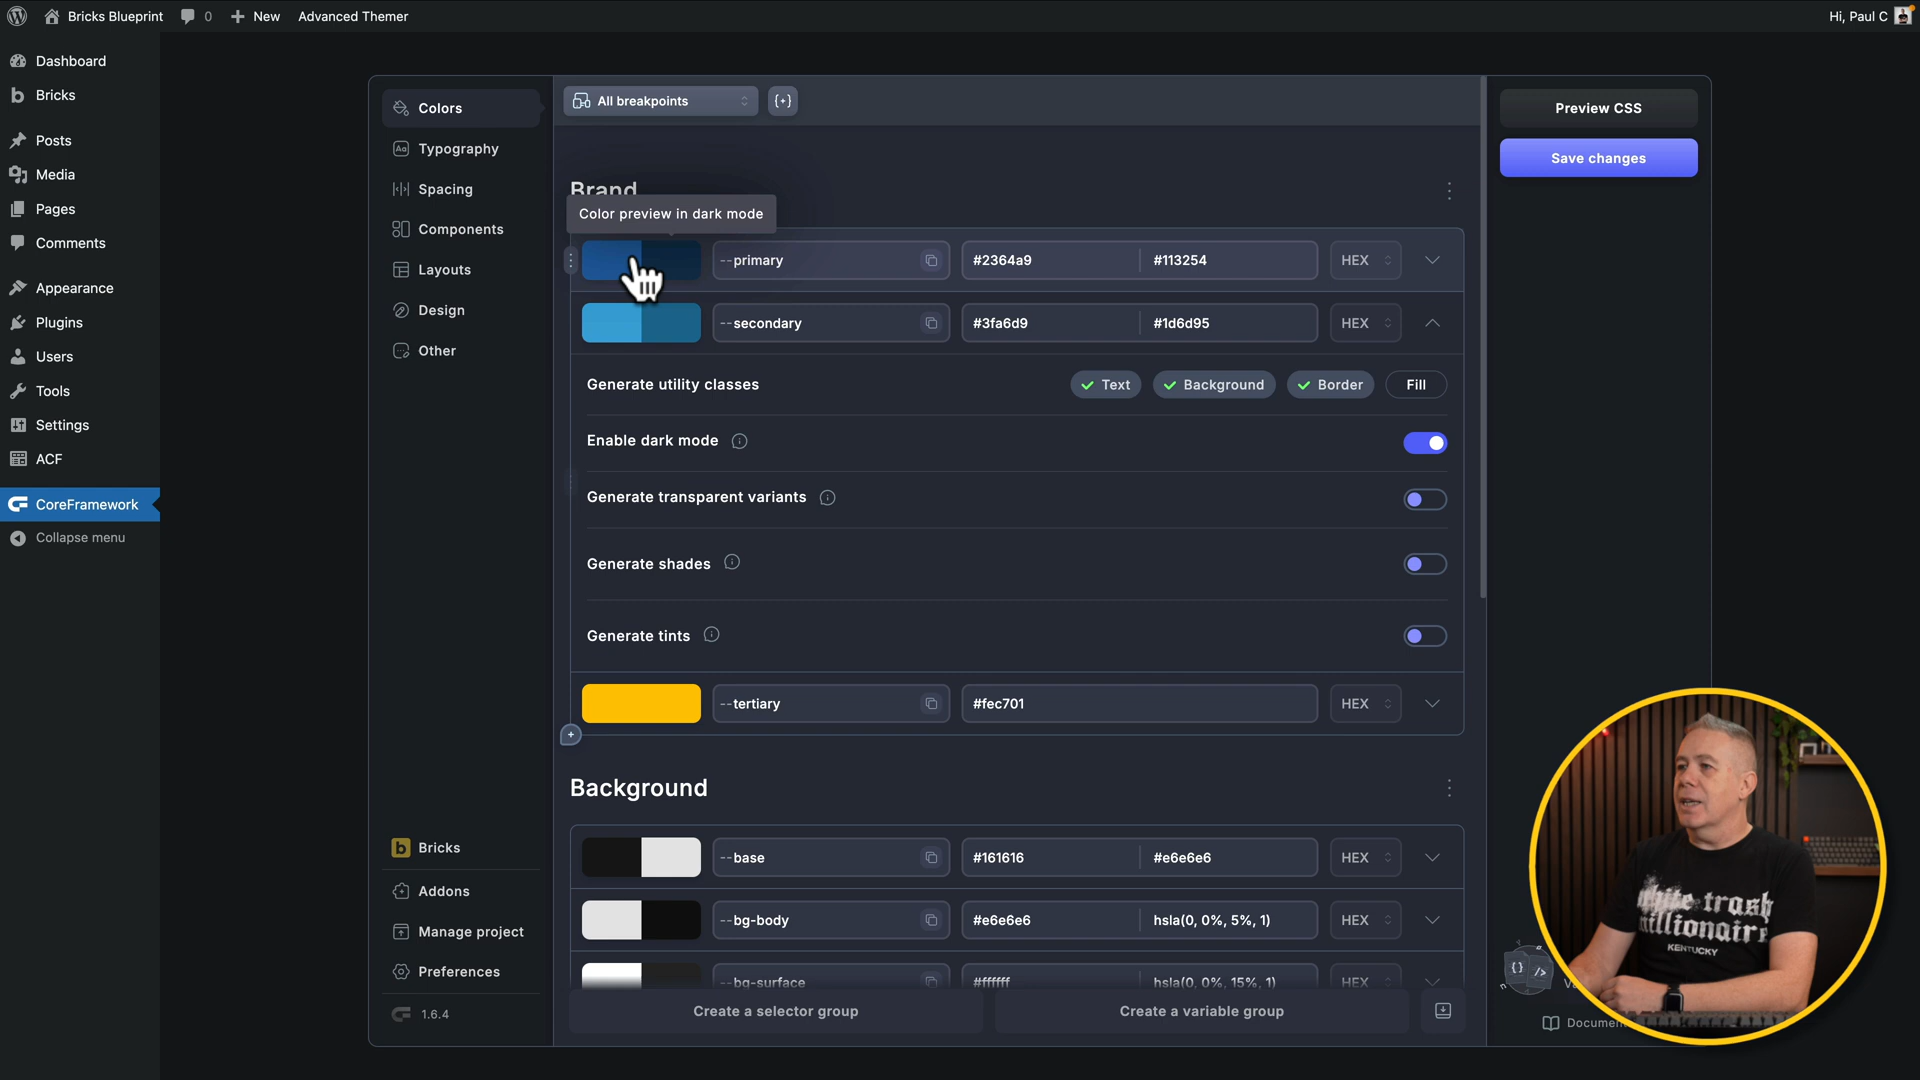 Bricks Blueprint
0
New
Advanced Themer
Hi, Paul C
Dashboard
Bricks
Posts
Media
Pages
Comments
Appearance
Plugins
Users
Tools
Settings
ACF
CoreFramework
Collapse menu
Colors
Typography
Spacing
Components
Layouts
Design
Other
Bricks
Addons
Manage project
Preferences
1.6.4
All breakpoints
{+}
Brand
Color preview in dark mode
--primary #2364a9 #113254 HEX
--secondary #3fa6d9 #1d6d95 HEX
Generate utility classes Text Background Border Fill
Enable dark mode
Generate transparent variants
Generate shades
Generate tints
--tertiary #fec701 HEX
Background
--base #161616 #e6e6e6 HEX
--bg-body #e6e6e6 hsla(0, 0%, 5%, 1) HEX
--bg-surface #ffffff hsla(0, 0%, 15%, 1) HEX
Create a selector group
Create a variable group
Preview CSS
Save changes
white trash
millionaire
KENTUCKY